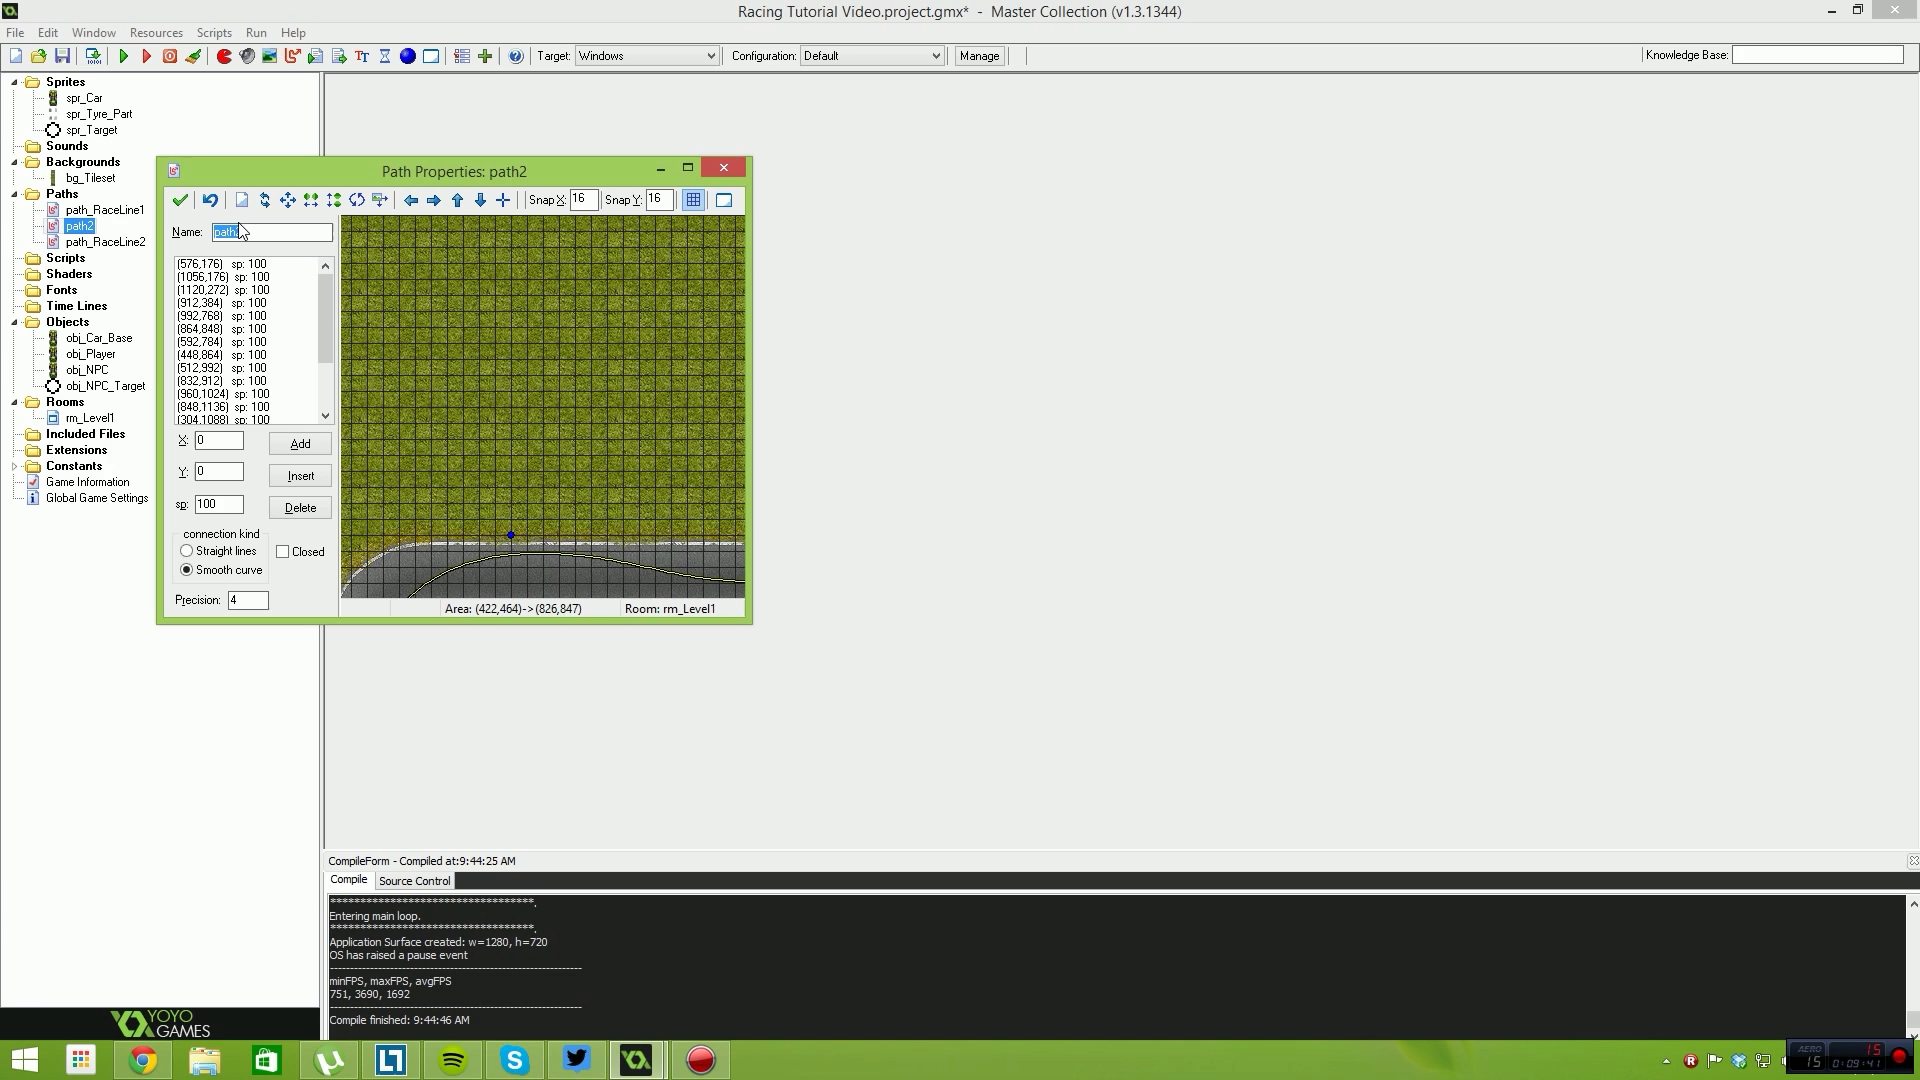 Racing Tutorial Video.project.gmx* - Master Collection (v1.3.1344)
File Edit Window Resources Scripts Run Help
Target: Windows Configuration: Default Manage Knowledge Base:
Sprites
spr_Car
spr_Tyre_Part
spr_Target
Sounds
Backgrounds
bg_Tileset
Paths
path_RaceLine1
path2
path_RaceLine2
Scripts
Shaders
Fonts
Time Lines
Objects
obj_Car_Base
obj_Player
obj_NPC
obj_NPC_Target
Rooms
rm_Level1
Included Files
Extensions
Constants
Game Information
Global Game Settings
YOYO
GAMES
Path Properties: path2
Snap X: 16 Snap Y: 16
Name: path2
(576,176) sp: 100
(1056,176) sp: 100
(1120,272) sp: 100
(912,384) sp: 100
(992,768) sp: 100
(864,848) sp: 100
(592,784) sp: 100
(448,864) sp: 100
(512,992) sp: 100
(832,912) sp: 100
(960,1024) sp: 100
(848,1136) sp: 100
(304,1088) sp: 100
X: 0 Add
Y: 0 Insert
sp: 100 Delete
connection kind
Straight lines Closed
Smooth curve
Precision: 4
Area: (422,464)->(826,847) Room: rm_Level1
CompileForm - Compiled at:9:44:25 AM
Compile Source Control
***********************************.
Entering main loop.
***********************************.
Application Surface created: w=1280, h=720
OS has raised a pause event
----------------------------------------------------------------
minFPS, maxFPS, avgFPS
751, 3690, 1692
----------------------------------------------------------------
Compile finished: 9:44:46 AM
AERO 15
15 0:09:41